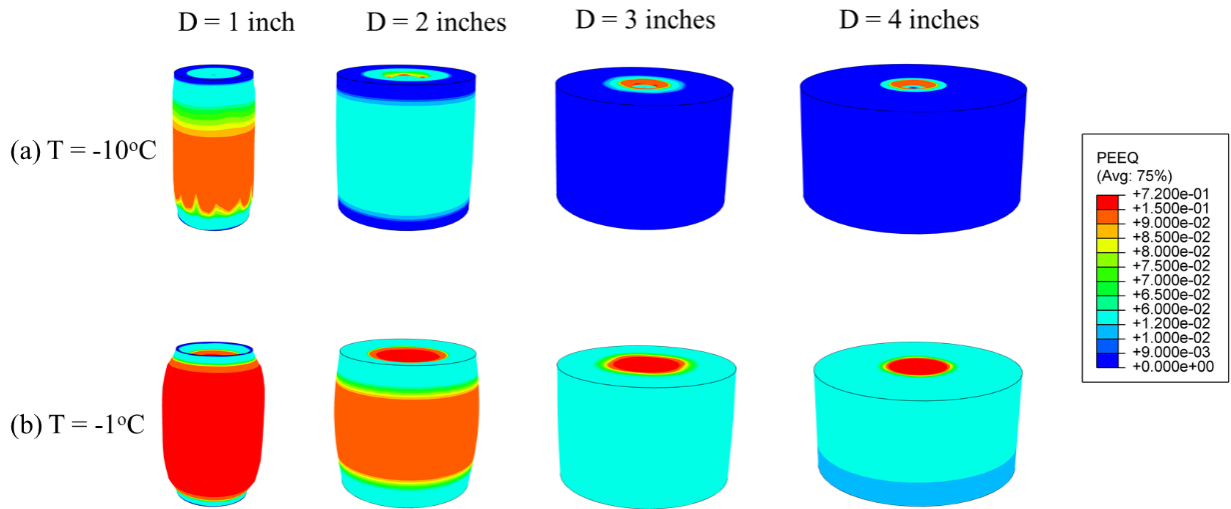 D = 1 inch
D = 2 inches
D = 3 inches
D = 4 inches
(a) T = -10°C
PEEQ
(Avg: 75%)
+7.200e-01
+1.500e-01
+9.000e-02
+8.500e-02
+8.000e-02
+7.500e-02
+7.000e-02
+6.500e-02
+6.000e-02
+1.200e-02
+1.000e-02
+9.000e-03
+0.000e+00
(b) T = -1°C